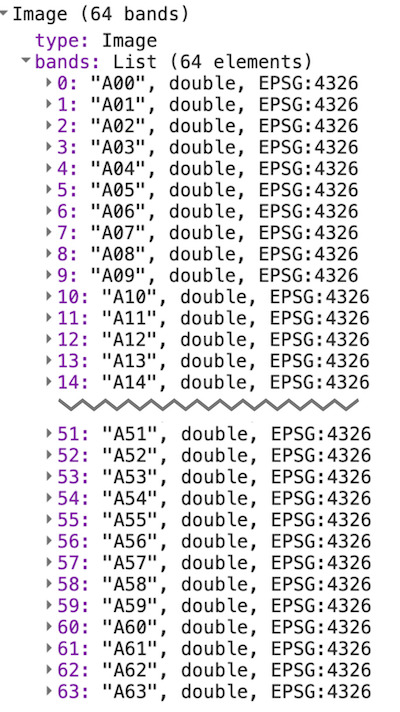 Image (64 bands)
type: Image
bands: List (64 elements)
0: "A00", double, EPSG:4326
1: "A01", double, EPSG:4326
2: "A02", double, EPSG:4326
3: "A03", double, EPSG:4326
4: "A04", double, EPSG:4326
5: "A05", double, EPSG:4326
6: "A06", double, EPSG:4326
7: "A07", double, EPSG:4326
8: "A08", double, EPSG:4326
9: "A09", double, EPSG:4326
10: "A10", double, EPSG:4326
11: "A11", double, EPSG:4326
12: "A12", double, EPSG:4326
13: "A13", double, EPSG:4326
14: "A14", double, EPSG:4326
51: "A51", double, EPSG:4326
52: "A52", double, EPSG:4326
53: "A53", double, EPSG:4326
54: "A54", double, EPSG:4326
55: "A55", double, EPSG:4326
56: "A56", double, EPSG:4326
57: "A57", double, EPSG:4326
58: "A58", double, EPSG:4326
59: "A59", double, EPSG:4326
60: "A60", double, EPSG:4326
61: "A61", double, EPSG:4326
62: "A62", double, EPSG:4326
63: "A63", double, EPSG:4326